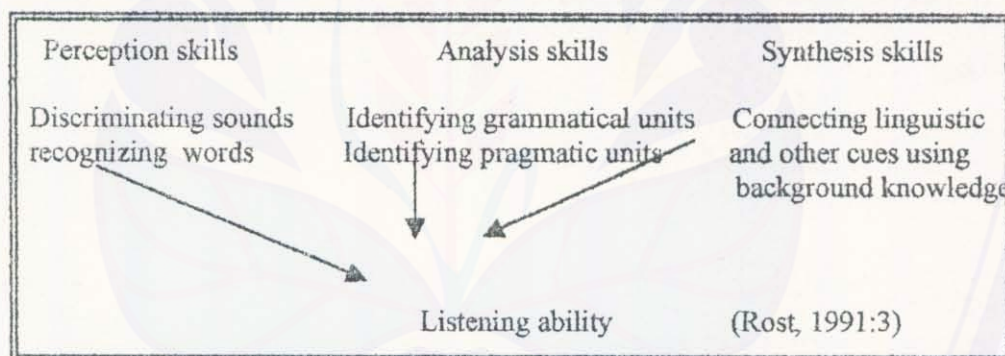 Perception skills Analysis skills Synthesis skills
Discriminating sounds Identifying grammatical units Connecting linguistic
recognizing words Identifying pragmatic units and other cues using
background knowledge
Listening ability (Rost, 1991:3)